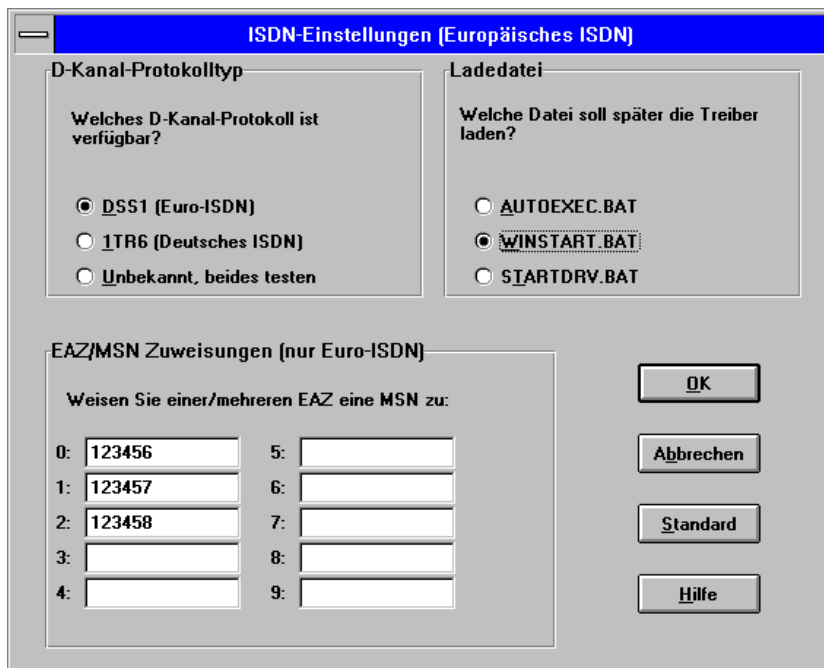 ISDN-Einstellungen (Europäisches ISDN)
D-Kanal-Protokolltyp
Welches D-Kanal-Protokoll ist
verfügbar?
DSS1 (Euro-ISDN)
1TR6 (Deutsches ISDN)
Unbekannt, beides testen
Ladedatei
Welche Datei soll später die Treiber
laden?
AUTOEXEC.BAT
WINSTART.BAT
STARTDRV.BAT
EAZ/MSN Zuweisungen (nur Euro-ISDN)
Weisen Sie einer/mehreren EAZ eine MSN zu:
0: 123456
1: 123457
2: 123458
3:
4:
5:
6:
7:
8:
9:
OK
Abbrechen
Standard
Hilfe